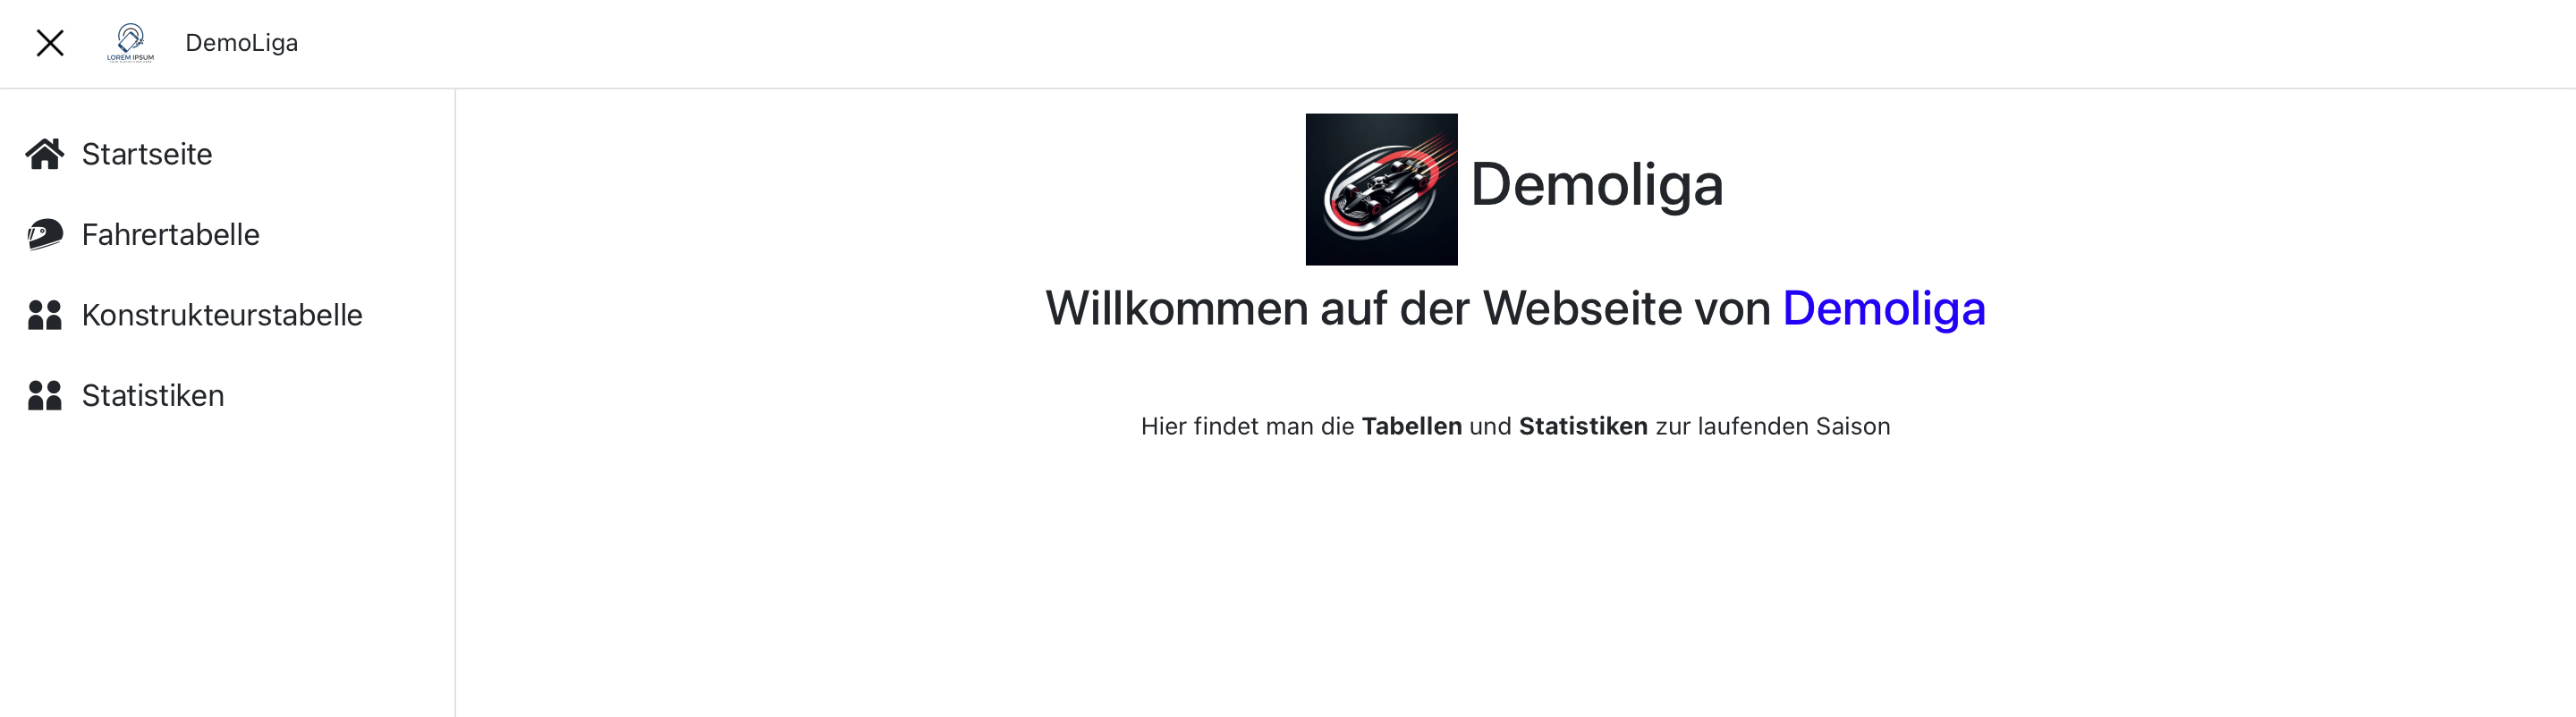 LOREM IPSUM
DemoLiga
Startseite
Fahrertabelle
Konstrukteurstabelle
Statistiken
Demoliga
Willkommen auf der Webseite von Demoliga
Hier findet man die Tabellen und Statistiken zur laufenden Saison